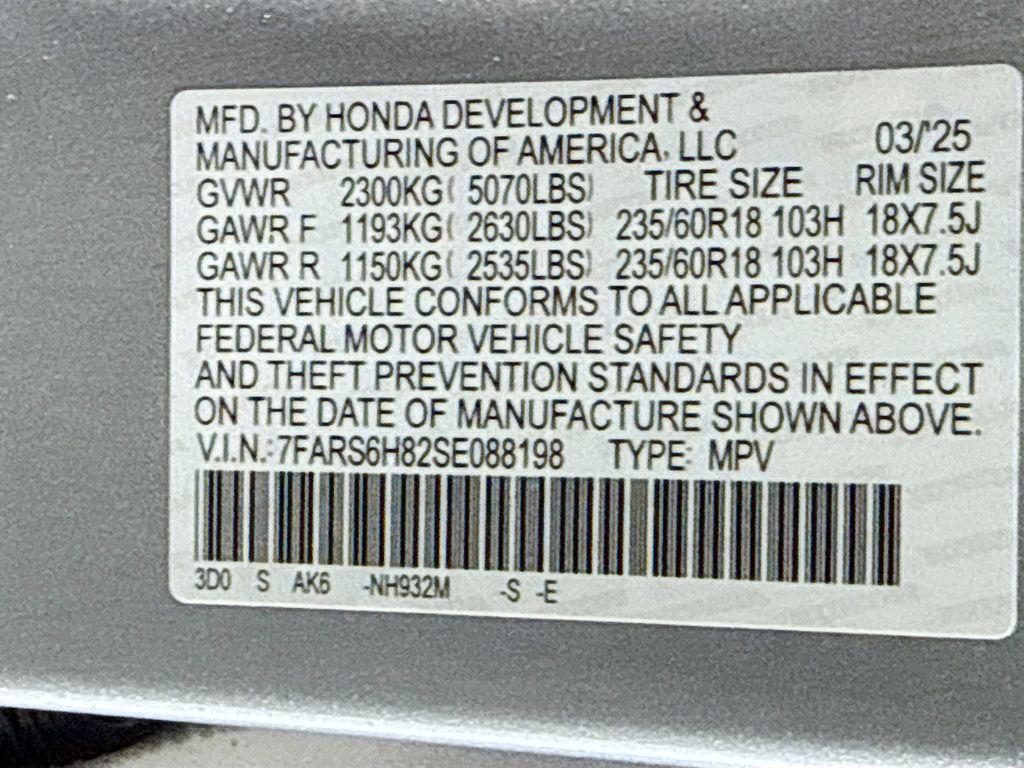 MFD. BY HONDA DEVELOPMENT &
MANUFACTURING OF AMERICA, LLC 03/'25
GVWR 2300KG( 5070LBS) TIRE SIZE RIM SIZE
GAWR F 1193KG( 2630LBS) 235/60R18 103H 18X7.5J
GAWR R 1150KG( 2535LBS) 235/60R18 103H 18X7.5J
THIS VEHICLE CONFORMS TO ALL APPLICABLE
FEDERAL MOTOR VEHICLE SAFETY
AND THEFT PREVENTION STANDARDS IN EFFECT
ON THE DATE OF MANUFACTURE SHOWN ABOVE.
V.I.N.: 7FARS6H82SE088198 TYPE: MPV
3D0 S AK6 -NH932M -S -E